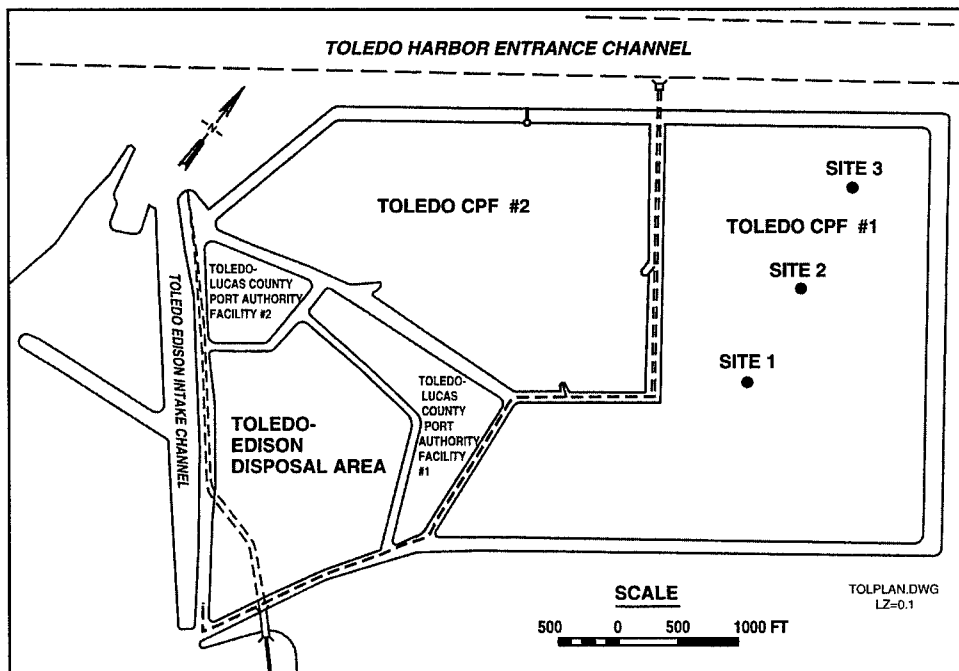 TOLEDO HARBOR ENTRANCE CHANNEL
N
SITE 3
TOLEDO CPF #2
TOLEDO CPF #1
SITE 2
TOLEDO-
LUCAS COUNTY
PORT AUTHORITY
FACILITY #2
TOLEDO EDISON INTAKE CHANNEL
SITE 1
TOLEDO-
LUCAS
COUNTY
PORT
AUTHORITY
FACILITY
#1
TOLEDO-
EDISON
DISPOSAL AREA
SCALE
500 0 500 1000 FT
TOLPLAN.DWG
LZ=0.1